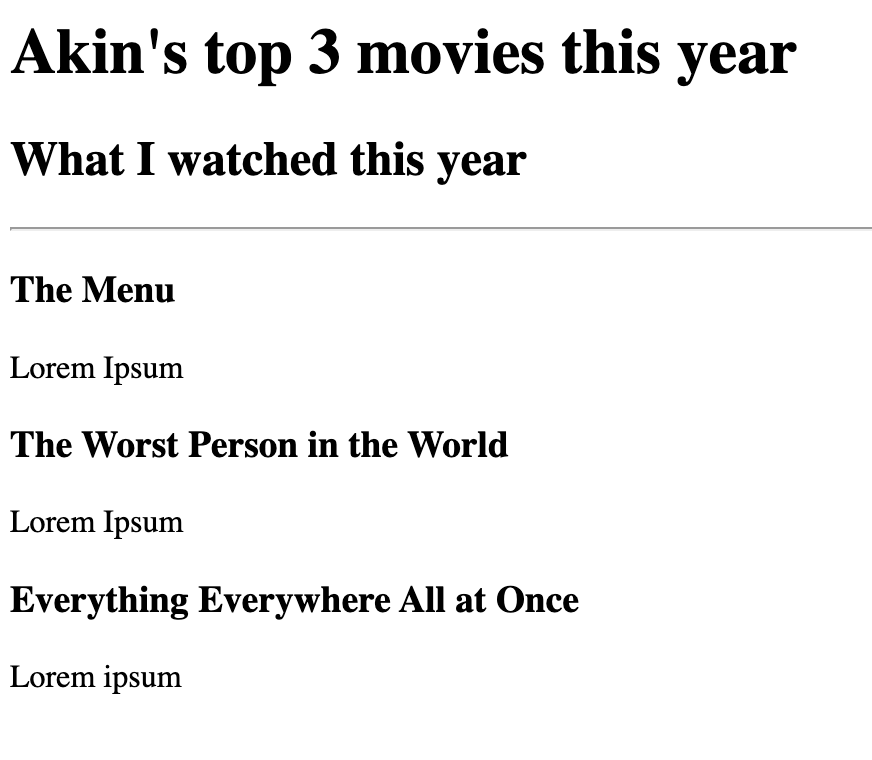 Akin's top 3 movies this year
What I watched this year
The Menu
Lorem Ipsum
The Worst Person in the World
Lorem Ipsum
Everything Everywhere All at Once
Lorem ipsum